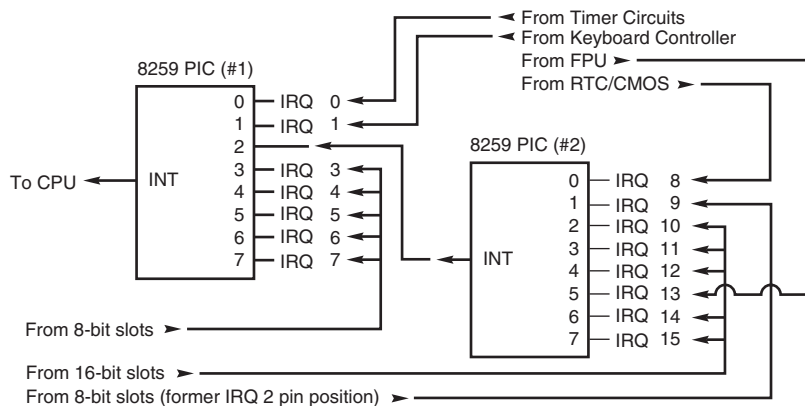 From Timer Circuits
From Keyboard Controller
From FPU
From RTC/CMOS
8259 PIC (#1)
0 IRQ 0
1 IRQ 1
2
3 IRQ 3
4 IRQ 4
5 IRQ 5
6 IRQ 6
7 IRQ 7
To CPU
INT
8259 PIC (#2)
0 IRQ 8
1 IRQ 9
2 IRQ 10
3 IRQ 11
4 IRQ 12
5 IRQ 13
6 IRQ 14
7 IRQ 15
INT
From 8-bit slots
From 16-bit slots
From 8-bit slots (former IRQ 2 pin position)